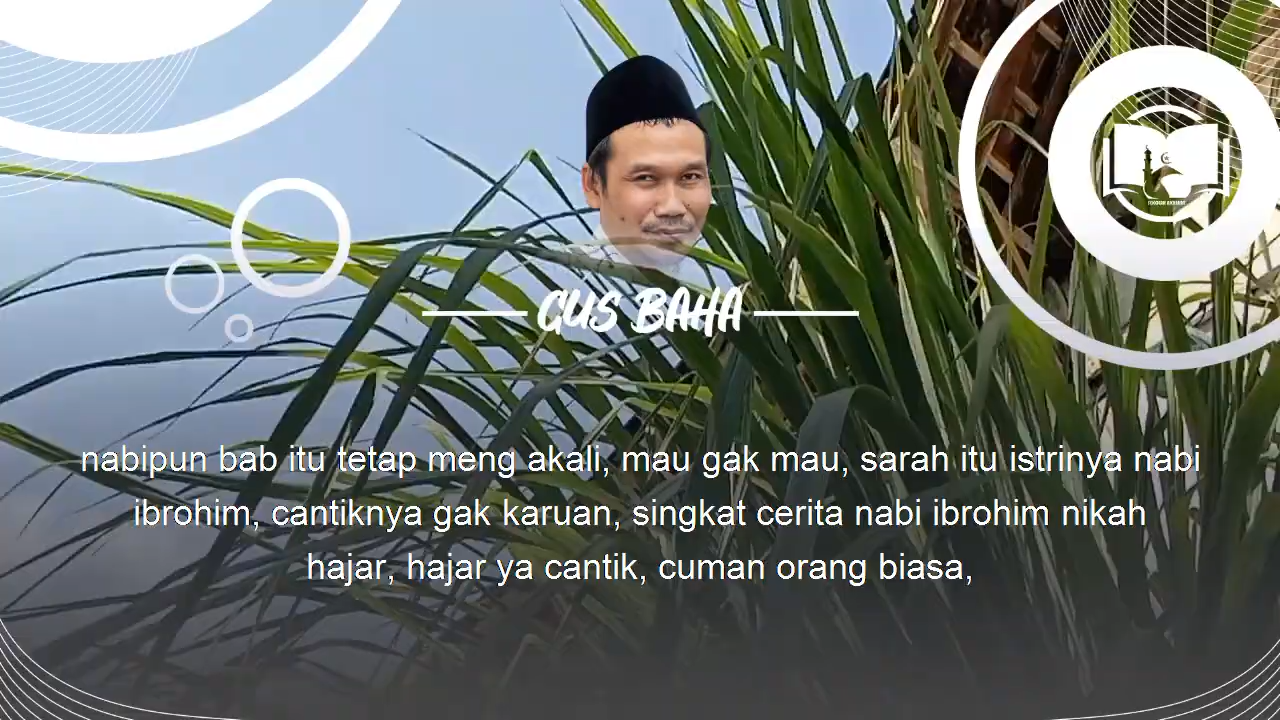 GUS BAHA
nabipun bab itu tetap meng akali, mau gak mau, sarah itu istrinya nabi
ibrohim, cantiknya gak karuan, singkat cerita nabi ibrohim nikah
hajar, hajar ya cantik, cuman orang biasa,